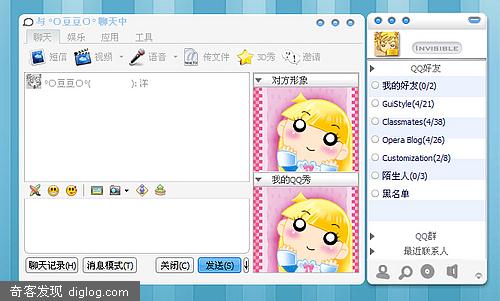 与 °O豆豆O° 聊天中
聊天 娱乐 应用 工具
短信 视频 语音 传文件 3D秀 邀请
°O豆豆O°( ): 洋
对方形象
我的QQ秀
聊天记录(H) 消息模式(T) 关闭(C) 发送(S)
INVISIBLE
QQ好友
我的好友(0/2)
GuiStyle(4/21)
Classmates(4/38)
Opera Blog(4/26)
Customization(2/8)
陌生人(0/3)
黑名单
QQ群
最近联系人
奇客发现 diglog.com